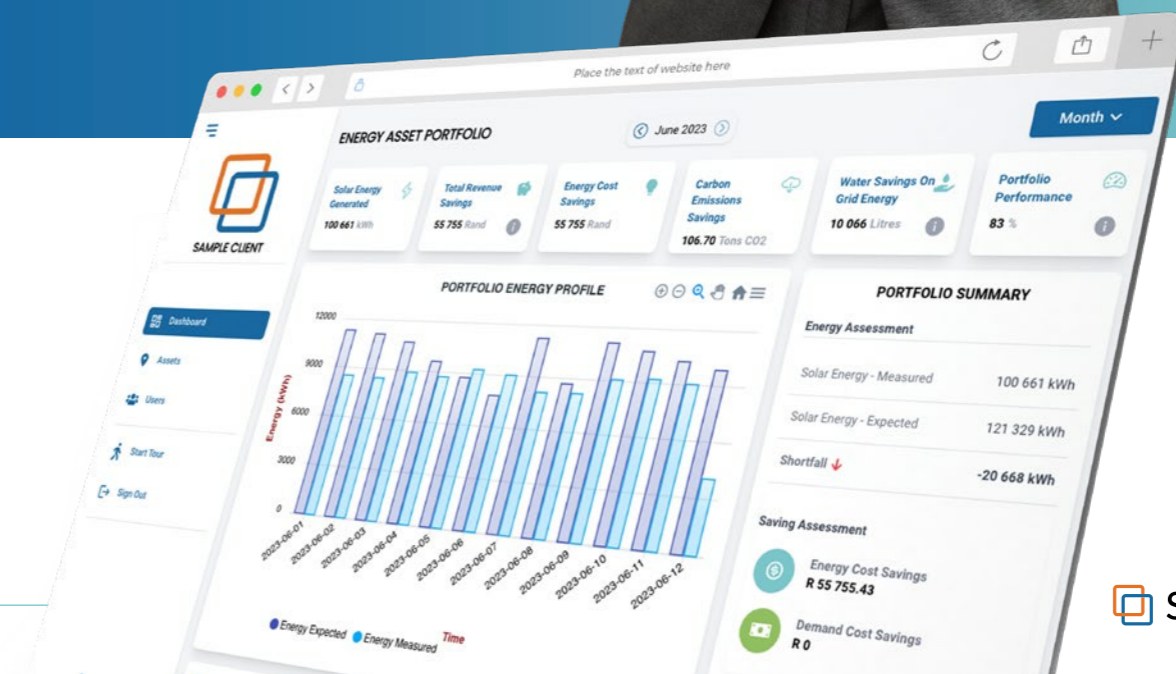 Place the text of website here
ENERGY ASSET PORTFOLIO
June 2023
Month
SAMPLE CLIENT
Solar Energy
Generated
100 661 kWh
Total Revenue
Savings
55 755 Rand
Energy Cost
Savings
55 755 Rand
Carbon
Emissions
Savings
106.70 Tons CO2
Water Savings On
Grid Energy
10 066 Litres
Portfolio
Performance
83 %
Dashboard
Assets
Users
Start Tour
Sign Out
PORTFOLIO ENERGY PROFILE
12000
9000
6000
3000
0
Energy (kWh)
2023-06-01
2023-06-02
2023-06-03
2023-06-04
2023-06-05
2023-06-06
2023-06-07
2023-06-08
2023-06-09
2023-06-10
2023-06-11
2023-06-12
Energy Expected
Energy Measured
Time
PORTFOLIO SUMMARY
Energy Assessment
Solar Energy - Measured 100 661 kWh
Solar Energy - Expected 121 329 kWh
Shortfall -20 668 kWh
Saving Assessment
Energy Cost Savings
R 55 755.43
Demand Cost Savings
R 0
S